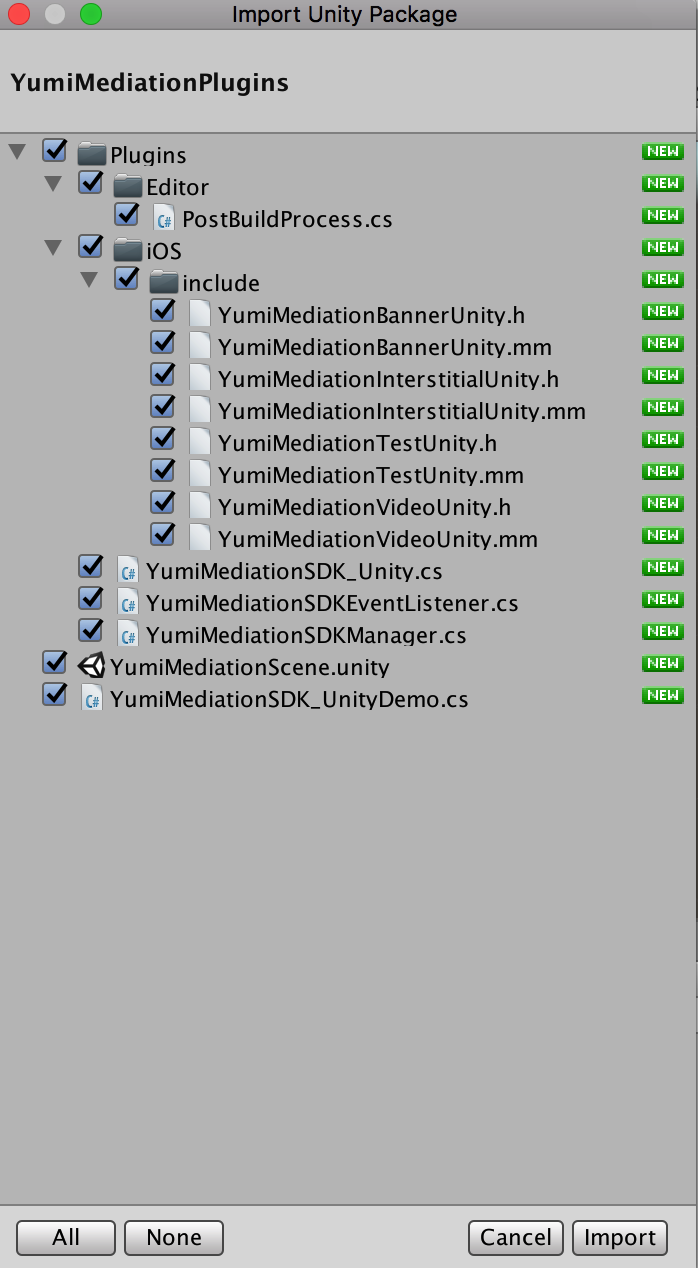 Import Unity Package
YumiMediationPlugins
Plugins NEW
Editor NEW
C# PostBuildProcess.cs NEW
iOS NEW
include NEW
YumiMediationBannerUnity.h NEW
YumiMediationBannerUnity.mm NEW
YumiMediationInterstitialUnity.h NEW
YumiMediationInterstitialUnity.mm NEW
YumiMediationTestUnity.h NEW
YumiMediationTestUnity.mm NEW
YumiMediationVideoUnity.h NEW
YumiMediationVideoUnity.mm NEW
C# YumiMediationSDK_Unity.cs NEW
C# YumiMediationSDKEventListener.cs NEW
C# YumiMediationSDKManager.cs NEW
YumiMediationScene.unity NEW
C# YumiMediationSDK_UnityDemo.cs NEW
All None Cancel Import